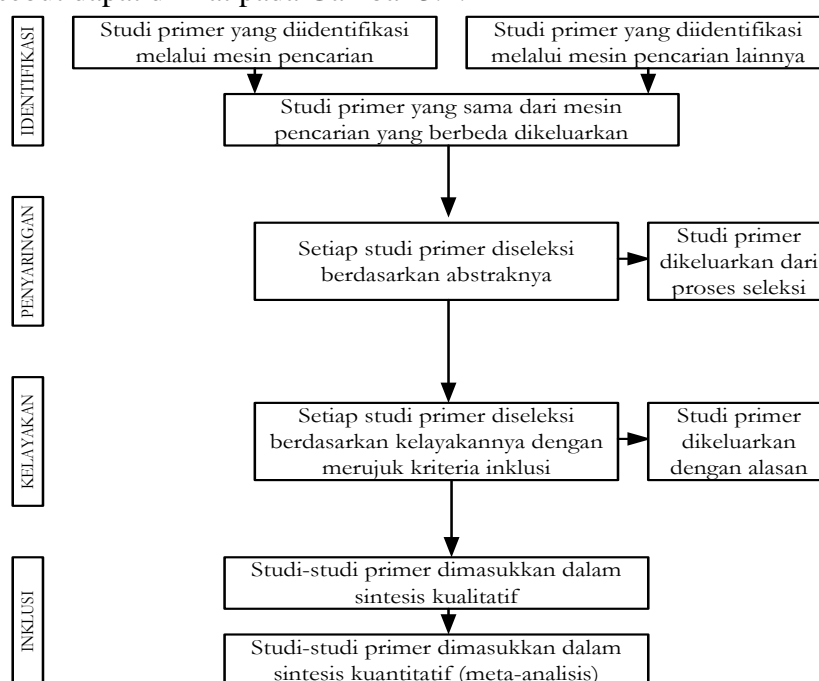 IDENTIFIKASI
Studi primer yang diidentifikasi
melalui mesin pencarian
Studi primer yang diidentifikasi
melalui mesin pencarian lainnya
Studi primer yang sama dari mesin
pencarian yang berbeda dikeluarkan
PENYARINGAN
Setiap studi primer diseleksi
berdasarkan abstraknya
Studi primer
dikeluarkan dari
proses seleksi
KELAYAKAN
Setiap studi primer diseleksi
berdasarkan kelayakannya dengan
merujuk kriteria inklusi
Studi primer
dikeluarkan
dengan alasan
INKLUSI
Studi-studi primer dimasukkan dalam
sintesis kualitatif
Studi-studi primer dimasukkan dalam
sintesis kuantitatif (meta-analisis)